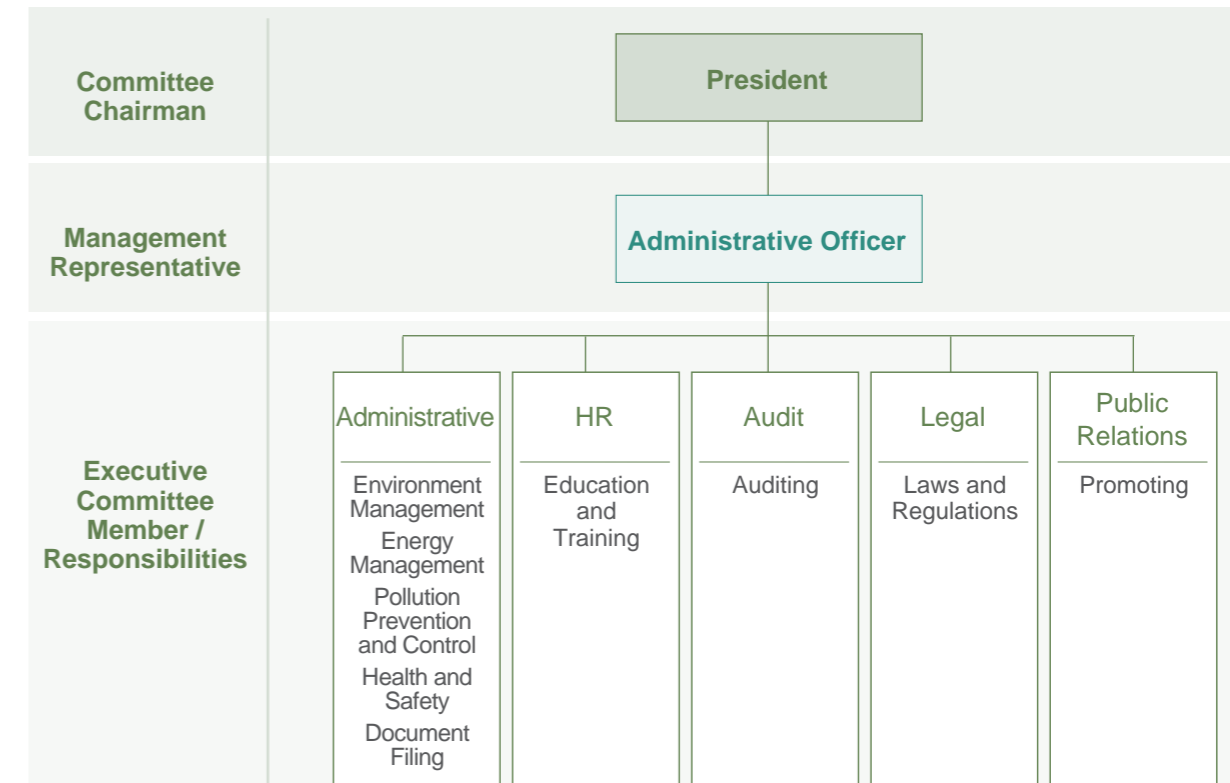 Committee
Chairman
President
Management
Representative
Administrative Officer
Executive
Committee
Member /
Responsibilities
Administrative
Environment
Management
Energy
Management
Pollution
Prevention
and Control
Health and
Safety
Document
Filing
HR
Education
and
Training
Audit
Auditing
Legal
Laws and
Regulations
Public
Relations
Promoting